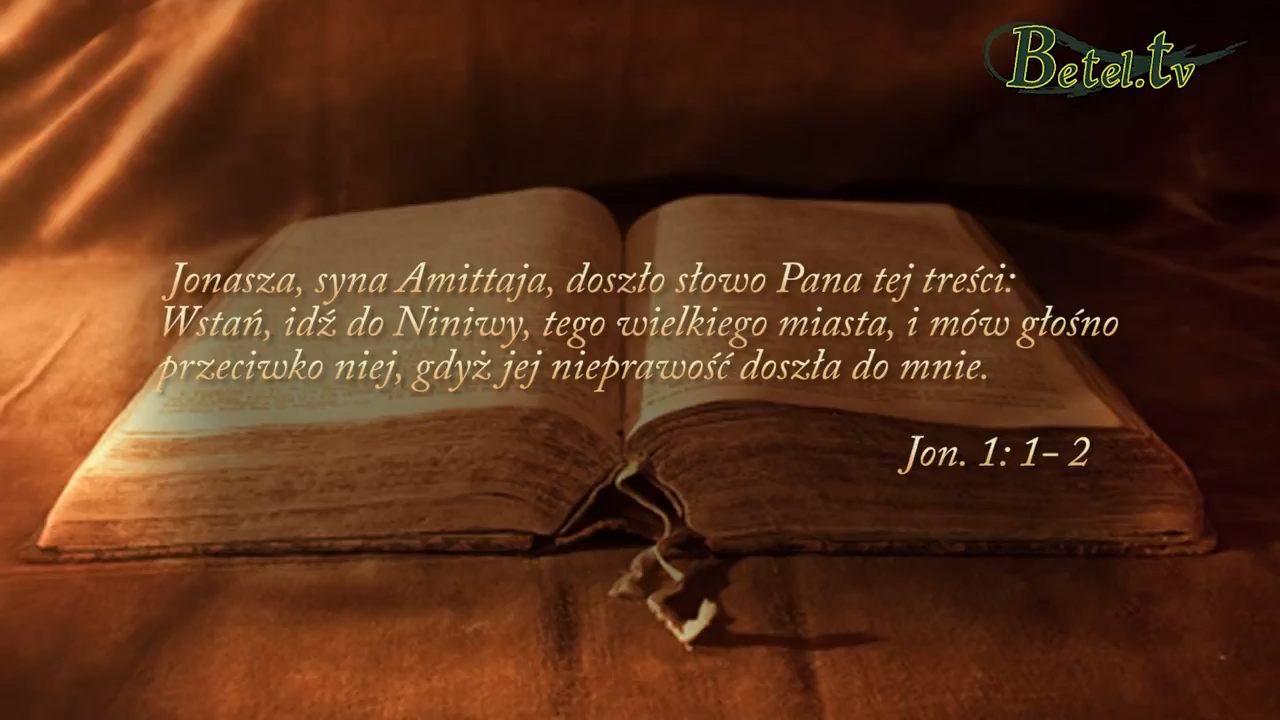 Betel.tv
Jonasza, syna Amittaja, doszło słowo Pana tej treści:
Wstań, idź do Niniwy, tego wielkiego miasta, i mów głośno
przeciwko niej, gdyż jej nieprawość doszła do mnie.
Jon. 1: 1- 2